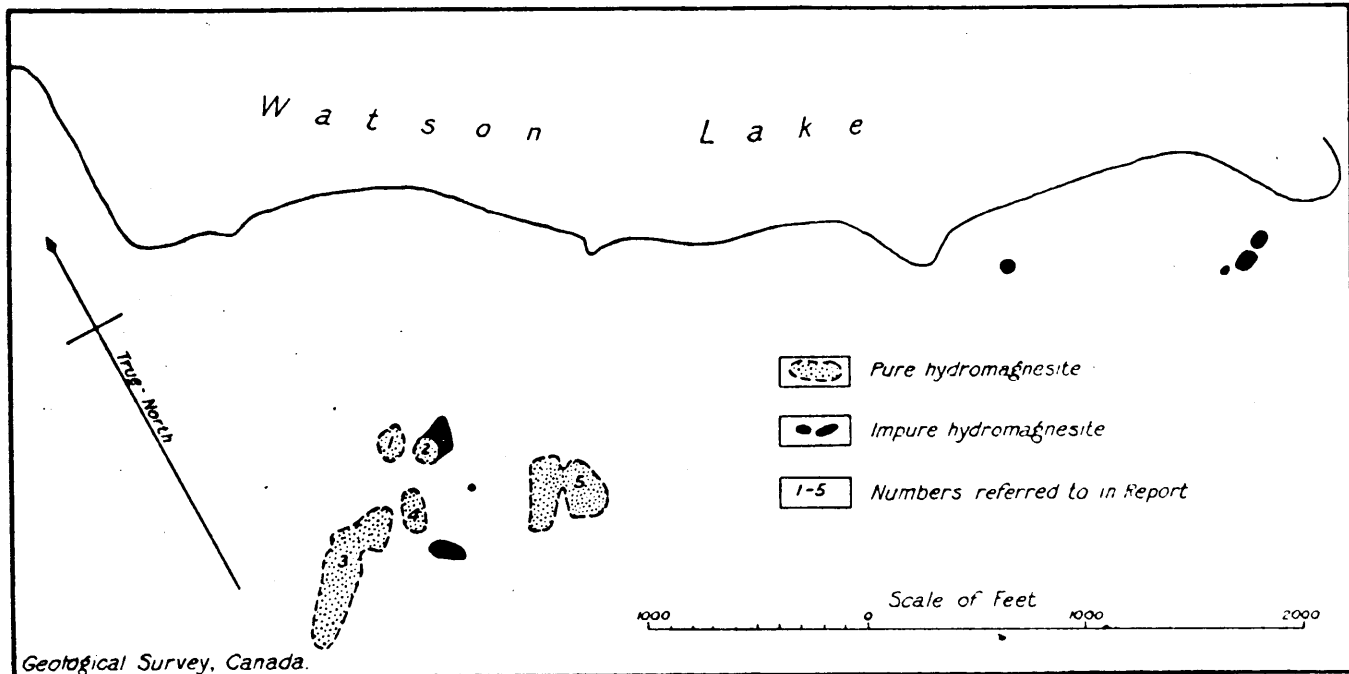 Watson Lake
True-North
Pure hydromagnesite
Impure hydromagnesite
1-5 Numbers referred to in Report
1
2
5
4
3
Scale of Feet
1000 0 1000 2000
Geological Survey, Canada.